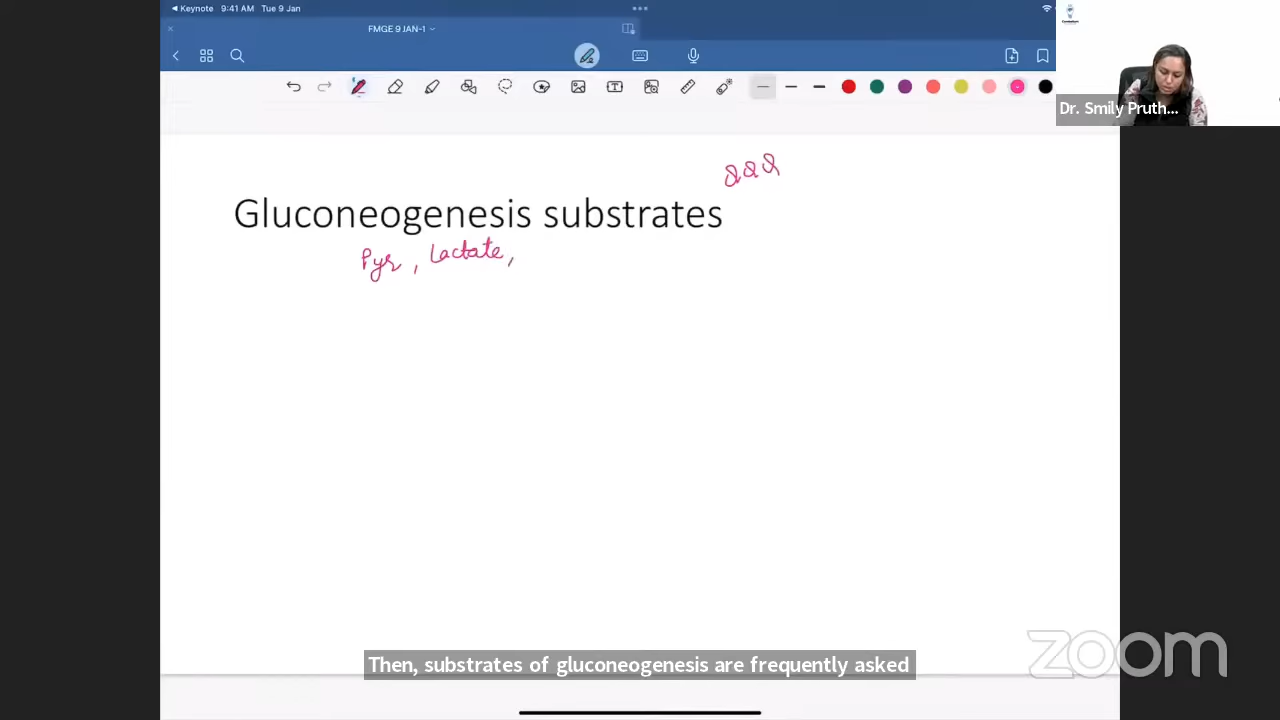 Keynote 9:41 AM Tue 9 Jan
FMGE 9 JAN-1
Dr. Smily Pruth...
Gluconeogenesis substrates
Pyr, Lactate,
Then, substrates of gluconeogenesis are frequently asked
zoom